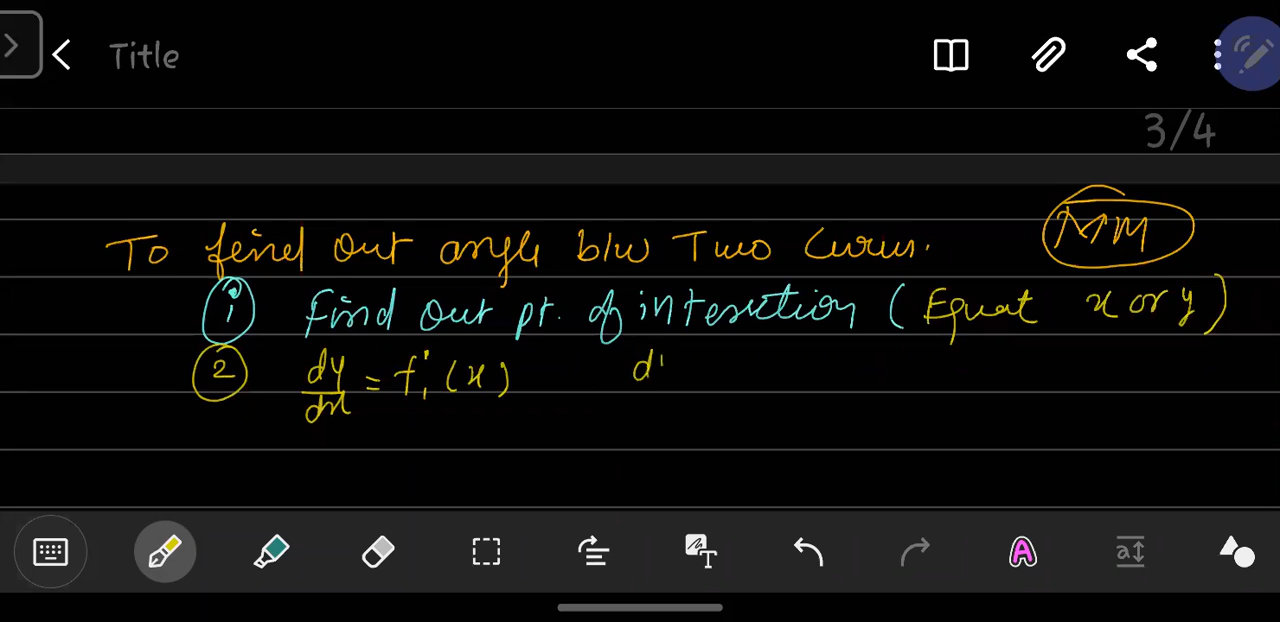 Title
3/4
To find out angle b/w Two Curves. MM
(i) Find out pt. of intersection (Equat x or y)
(2) dy/dx = f₁'(x) d'